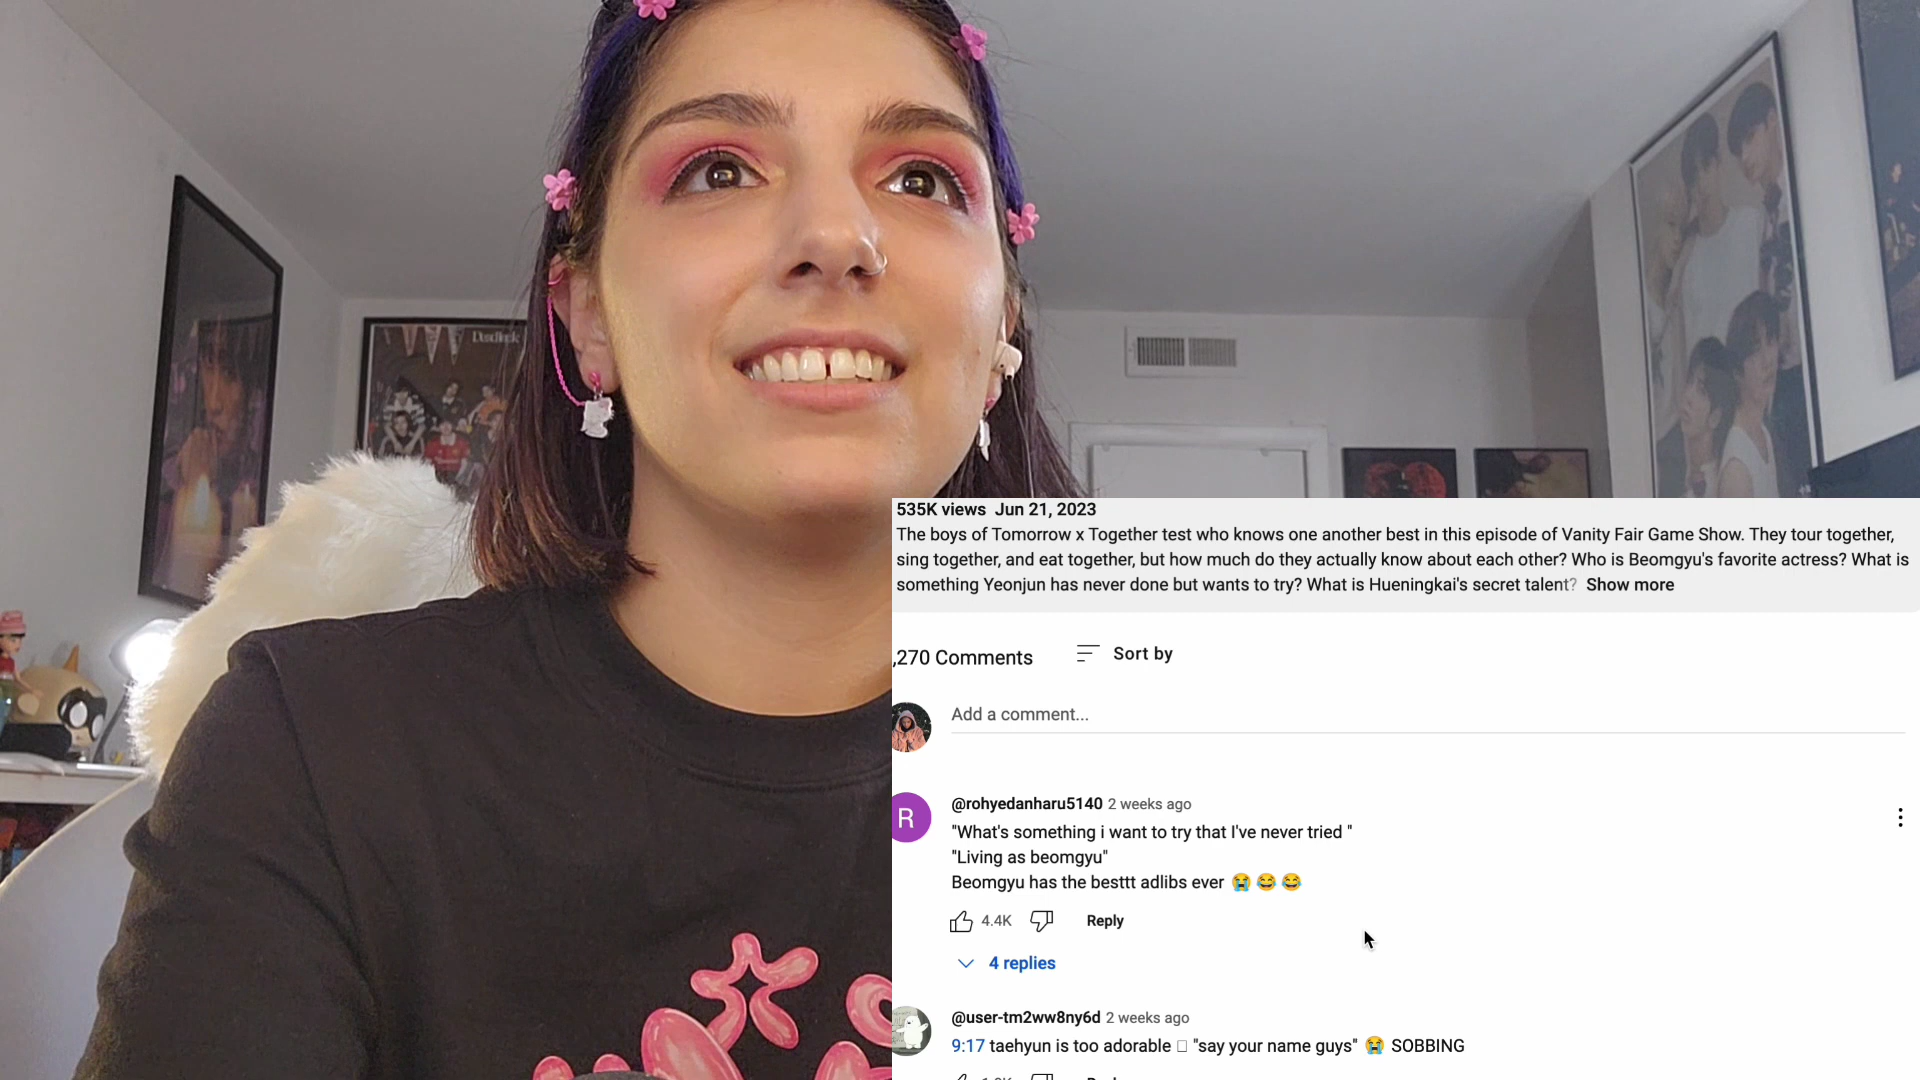 535K views Jun 21, 2023
The boys of Tomorrow x Together test who knows one another best in this episode of Vanity Fair Game Show. They tour together,
sing together, and eat together, but how much do they actually know about each other? Who is Beomgyu's favorite actress? What is
something Yeonjun has never done but wants to try? What is Hueningkai's secret talent? Show more
,270 Comments
Sort by
Add a comment...
R
@rohyedanharu5140 2 weeks ago
"What's something i want to try that I've never tried "
"Living as beomgyu"
Beomgyu has the besttt adlibs ever 😭 😂 😂
4.4K
Reply
4 replies
@user-tm2ww8ny6d 2 weeks ago
9:17 taehyun is too adorable □ "say your name guys" 😭 SOBBING